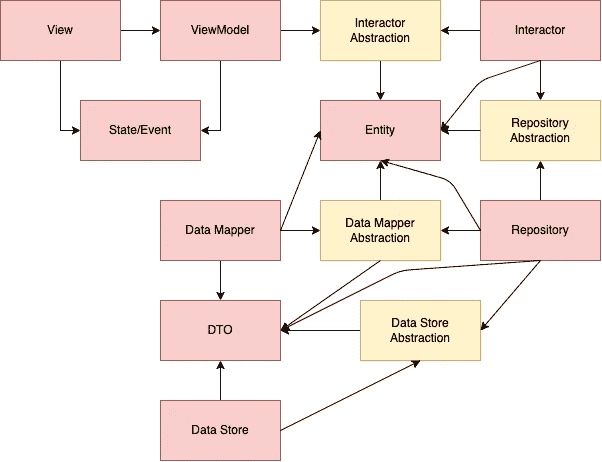 View
ViewModel
Interactor
Abstraction
Interactor
State/Event
Entity
Repository
Abstraction
Data Mapper
Data Mapper
Abstraction
Repository
DTO
Data Store
Abstraction
Data Store